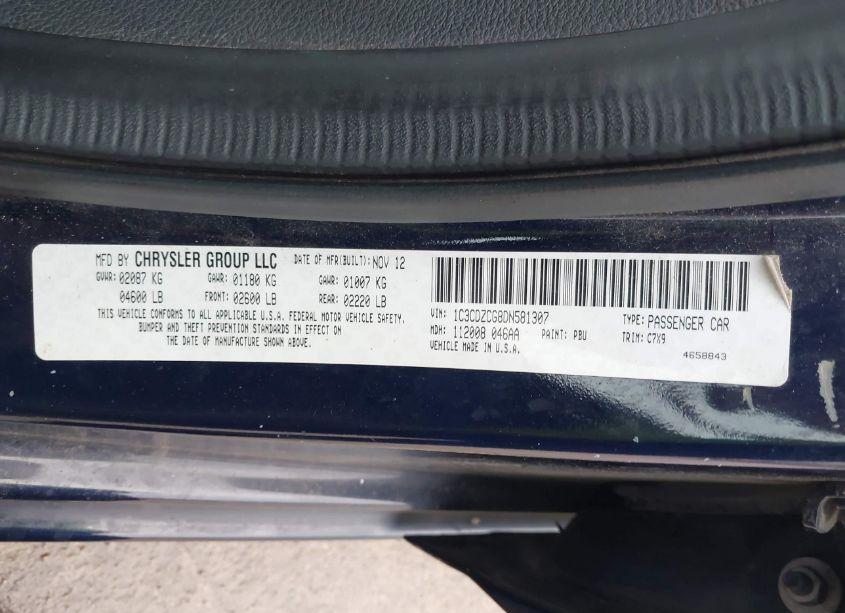 MFD BY CHRYSLER GROUP LLC DATE OF MFR(BUILT): NOV 12
GVWR: 02087 KG GAWR: 01180 KG GAWR: 01007 KG
04600 LB FRONT: 02600 LB REAR: 02220 LB
THIS VEHICLE CONFORMS TO ALL APPLICABLE U.S.A. FEDERAL MOTOR VEHICLE SAFETY,
BUMPER AND THEFT PREVENTION STANDARDS IN EFFECT ON
THE DATE OF MANUFACTURE SHOWN ABOVE.
VIN: 1C3CDZCG8DN581307 TYPE: PASSENGER CAR
MDH: 112008 046AA PAINT: PBU TRIM: C7X9
VEHICLE MADE IN U.S.A. 4658843